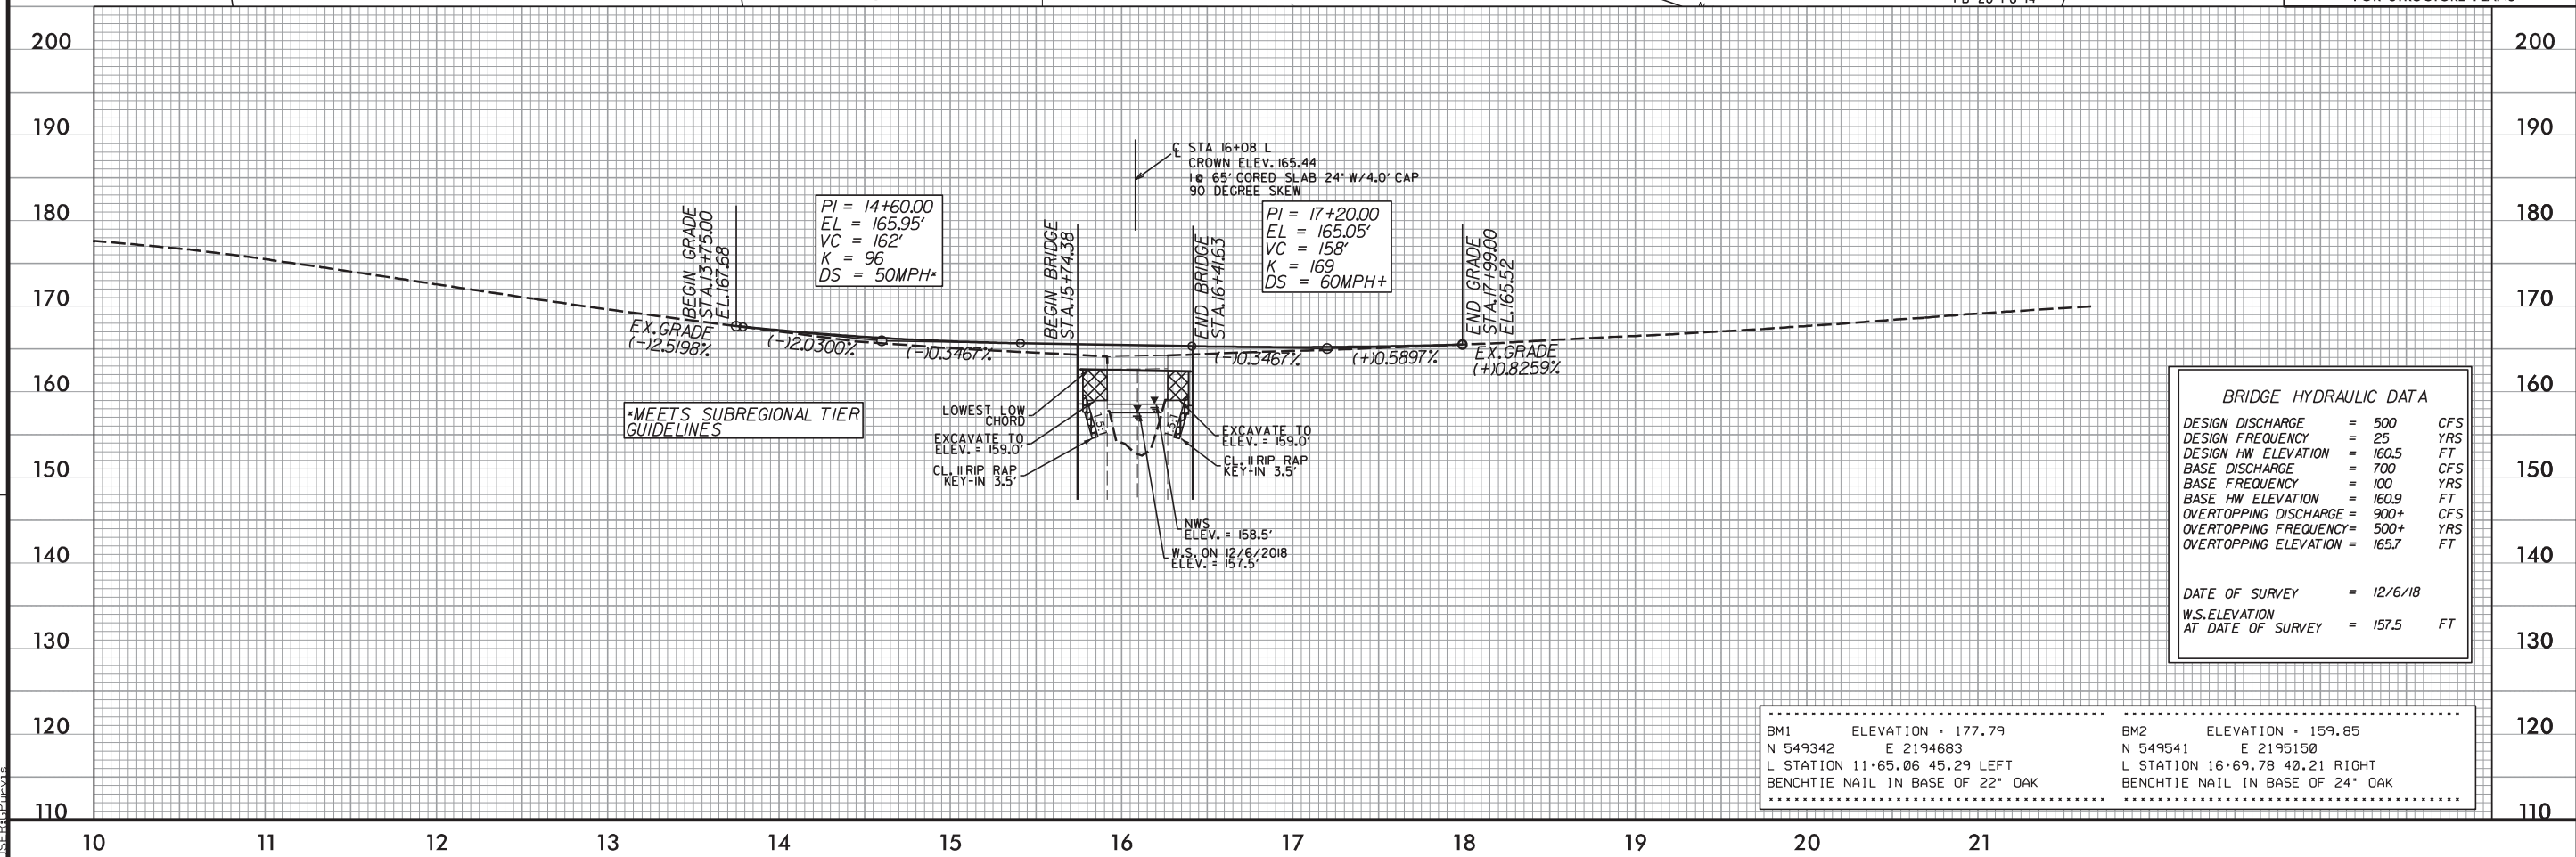 200
190
180
170
160
150
140
130
120
110
200
190
180
170
160
150
140
130
120
110
10
11
12
13
14
15
16
17
18
19
20
21
BEGIN GRADE
STA.13+75.00
EL.167.68
EX.GRADE
(-)2.5198%
(-)2.0300%
(-)0.3467%
PI = 14+60.00
EL = 165.95'
VC = 162'
K = 96
DS = 50MPH*
*MEETS SUBREGIONAL TIER
GUIDELINES
BEGIN BRIDGE
STA.15+74.38
℄ STA 16+08 L
CROWN ELEV. 165.44
1@ 65' CORED SLAB 24" W/4.0' CAP
90 DEGREE SKEW
END BRIDGE
STA.16+41.63
PI = 17+20.00
EL = 165.05'
VC = 158'
K = 169
DS = 60MPH+
(-)0.3467%
(+)0.5897%
END GRADE
STA.17+99.00
EL.165.52
EX.GRADE
(+)0.8259%
LOWEST LOW
CHORD
EXCAVATE TO
ELEV. = 159.0'
CL. II RIP RAP
KEY-IN 3.5'
1.5:1
1.5:1
EXCAVATE TO
ELEV. = 159.0'
CL. II RIP RAP
KEY-IN 3.5'
NWS
ELEV. = 158.5'
W.S. ON 12/6/2018
ELEV. = 157.5'
BRIDGE HYDRAULIC DATA
DESIGN DISCHARGE = 500 CFS
DESIGN FREQUENCY = 25 YRS
DESIGN HW ELEVATION = 160.5 FT
BASE DISCHARGE = 700 CFS
BASE FREQUENCY = 100 YRS
BASE HW ELEVATION = 160.9 FT
OVERTOPPING DISCHARGE = 900+ CFS
OVERTOPPING FREQUENCY= 500+ YRS
OVERTOPPING ELEVATION = 165.7 FT
DATE OF SURVEY = 12/6/18
W.S.ELEVATION
AT DATE OF SURVEY = 157.5 FT
BM1 ELEVATION = 177.79
N 549342 E 2194683
L STATION 11+65.06 45.29 LEFT
BENCHTIE NAIL IN BASE OF 22" OAK
BM2 ELEVATION = 159.85
N 549541 E 2195150
L STATION 16+69.78 40.21 RIGHT
BENCHTIE NAIL IN BASE OF 24" OAK